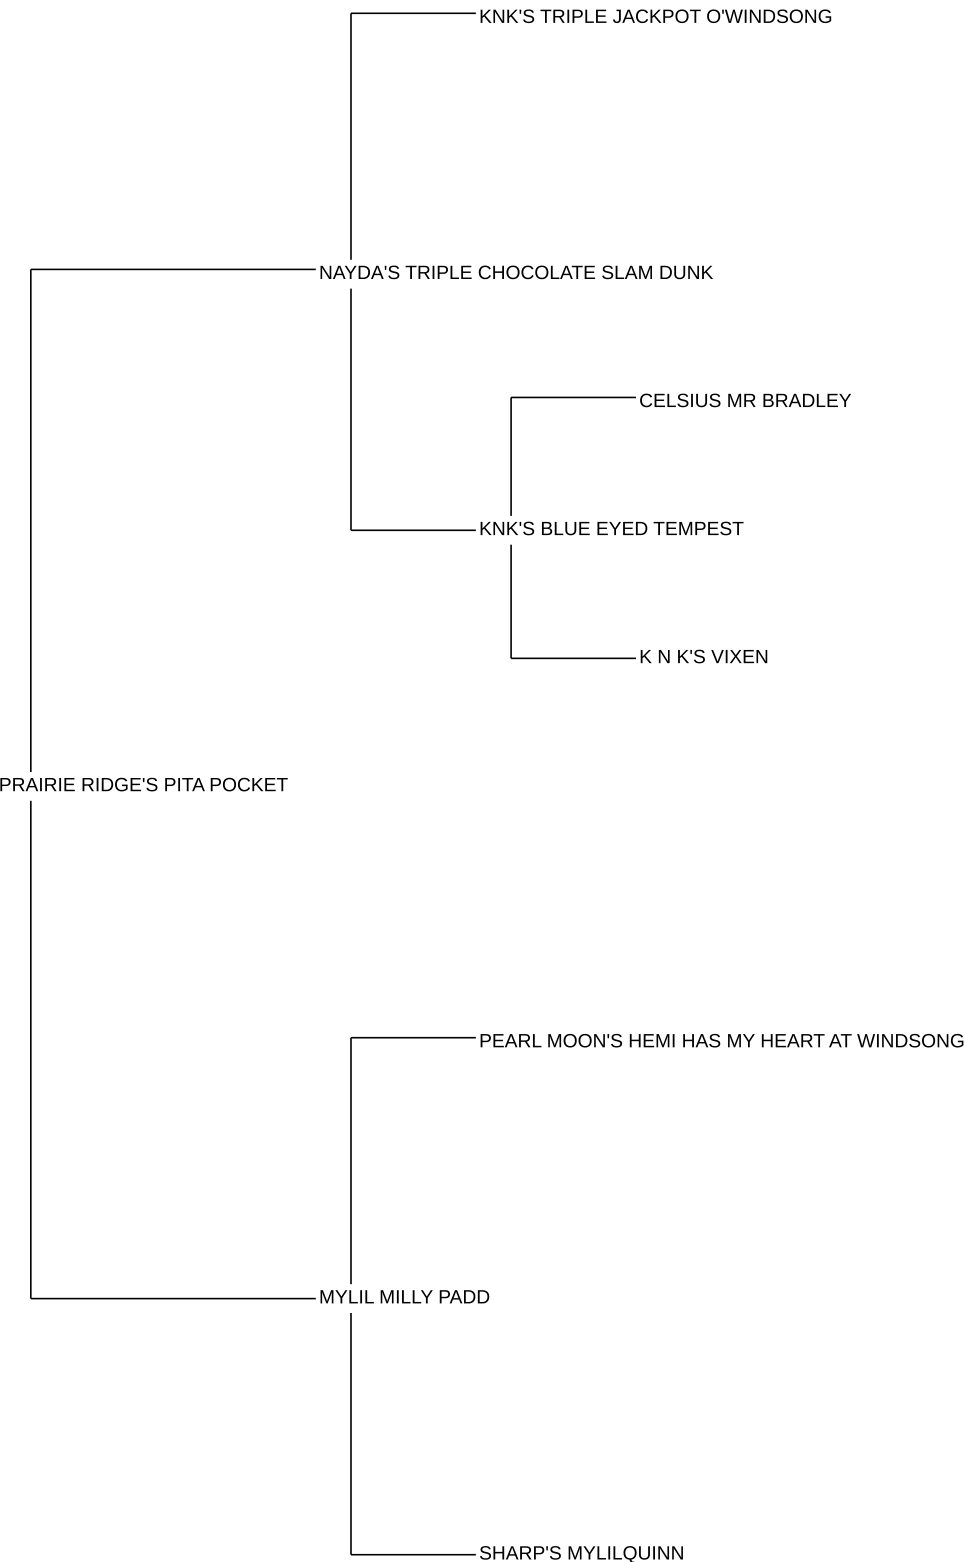 KNK'S TRIPLE JACKPOT O'WINDSONG
NAYDA'S TRIPLE CHOCOLATE SLAM DUNK
CELSIUS MR BRADLEY
KNK'S BLUE EYED TEMPEST
K N K'S VIXEN
PRAIRIE RIDGE'S PITA POCKET
PEARL MOON'S HEMI HAS MY HEART AT WINDSONG
MYLIL MILLY PADD
SHARP'S MYLILQUINN